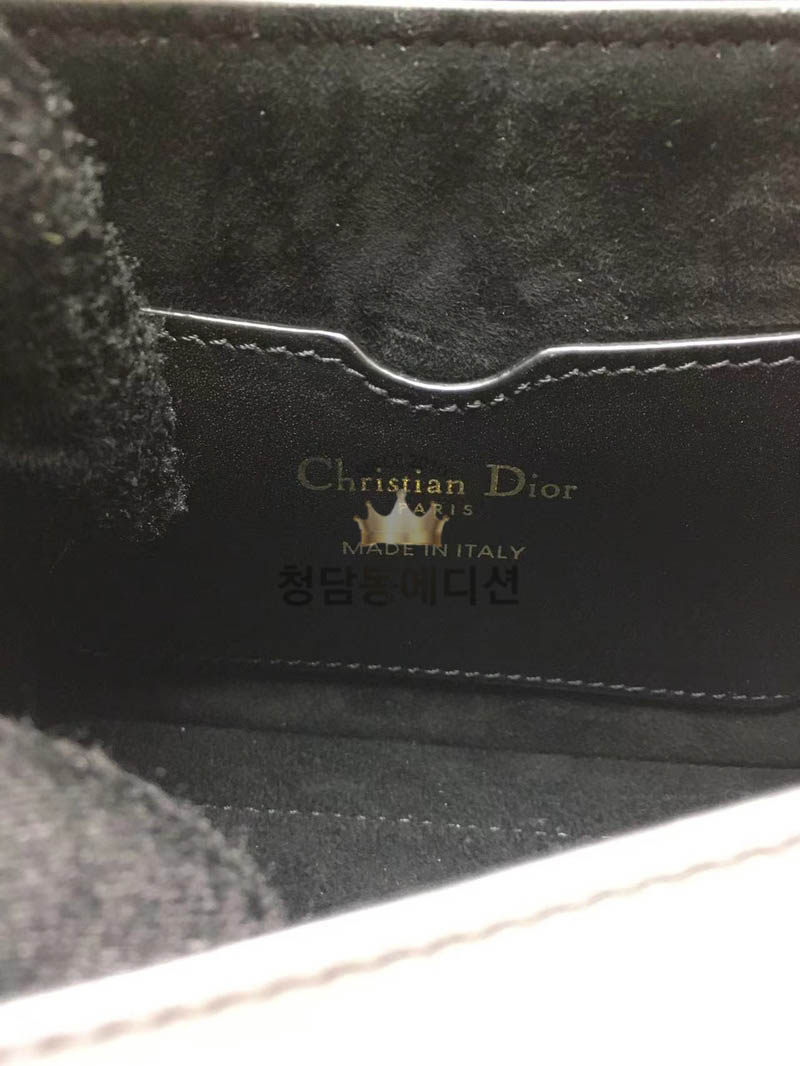 Christian Dior
PARIS
MADE IN ITALY
청담동에디션